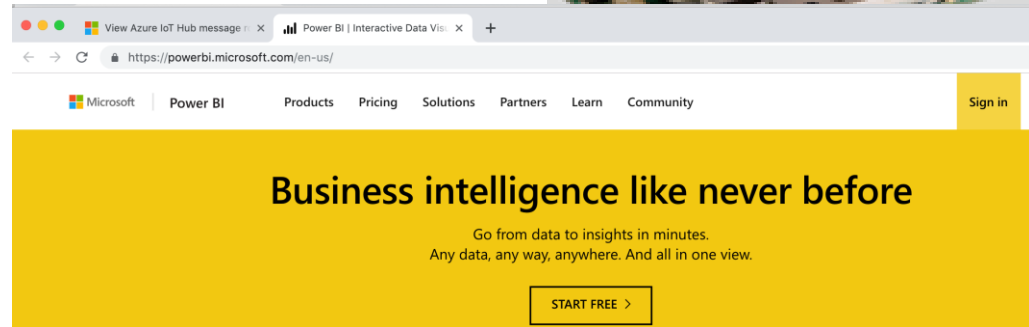 View Azure IoT Hub message
Power BI | Interactive Data Vis
https://powerbi.microsoft.com/en-us/
Microsoft
Power BI
Products
Pricing
Solutions
Partners
Learn
Community
Sign in
Business intelligence like never before
Go from data to insights in minutes.
Any data, any way, anywhere. And all in one view.
START FREE >